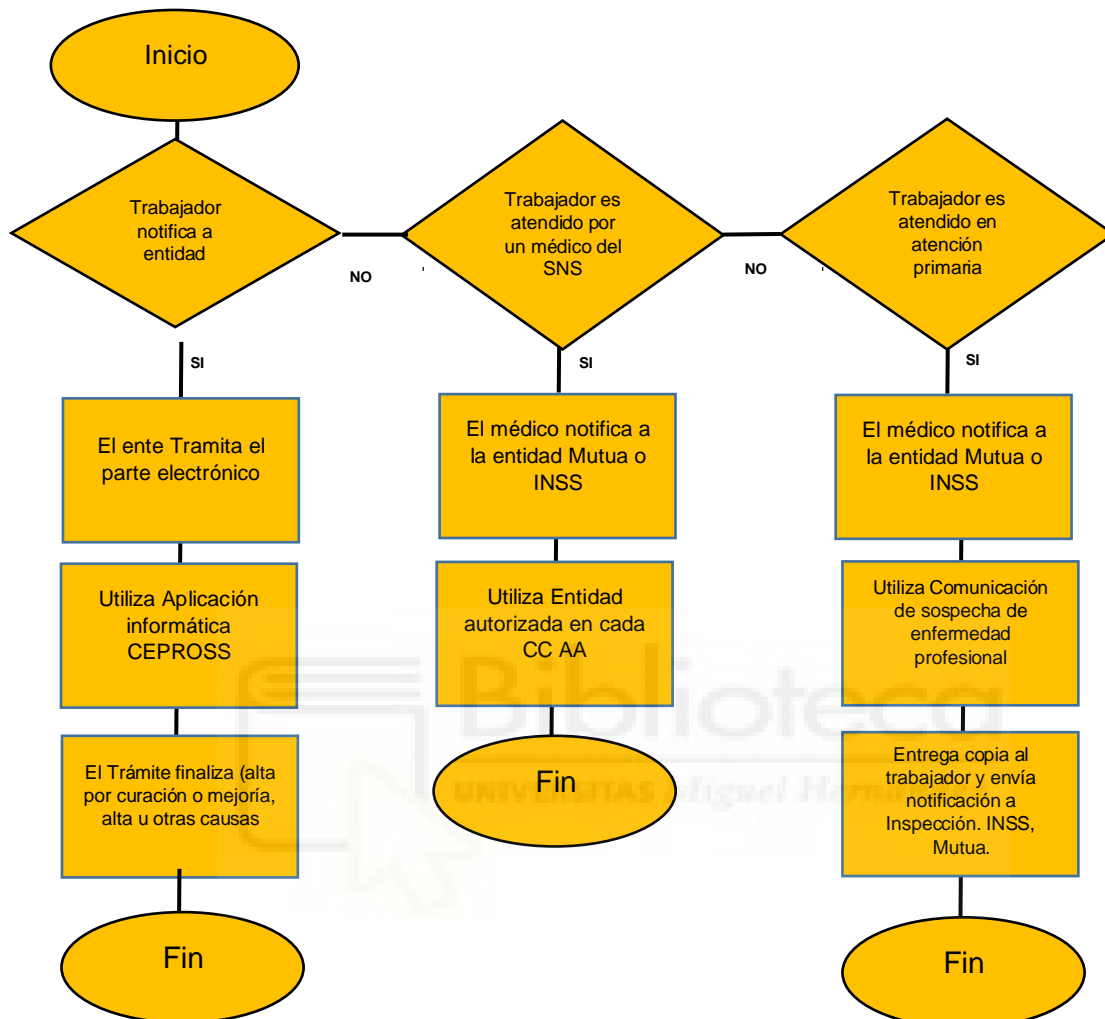 Inicio
Trabajador
notifica a
entidad
NO
Trabajador es
atendido por
un médico del
SNS
NO
Trabajador es
atendido en
atención
primaria
SI
El ente Tramita el
parte electrónico
Utiliza Aplicación
informática
CEPROSS
El Trámite finaliza (alta
por curación o mejoría,
alta u otras causas
Fin
SI
El médico notifica a
la entidad Mutua o
INSS
Utiliza Entidad
autorizada en cada
CC AA
Fin
SI
El médico notifica a
la entidad Mutua o
INSS
Utiliza Comunicación
de sospecha de
enfermedad
profesional
Entrega copia al
trabajador y envía
notificación a
Inspección. INSS,
Mutua.
Fin
Biblioteca
UNIVERSITAS Miguel Hernández